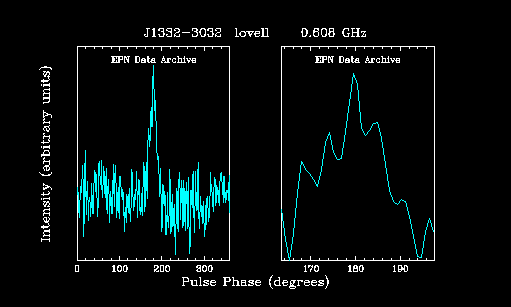 J1332-3032 lovell 0.608 GHz
EPN Data Archive
EPN Data Archive
Intensity (arbitrary units)
0 100 200 300
170 180 190
Pulse Phase (degrees)